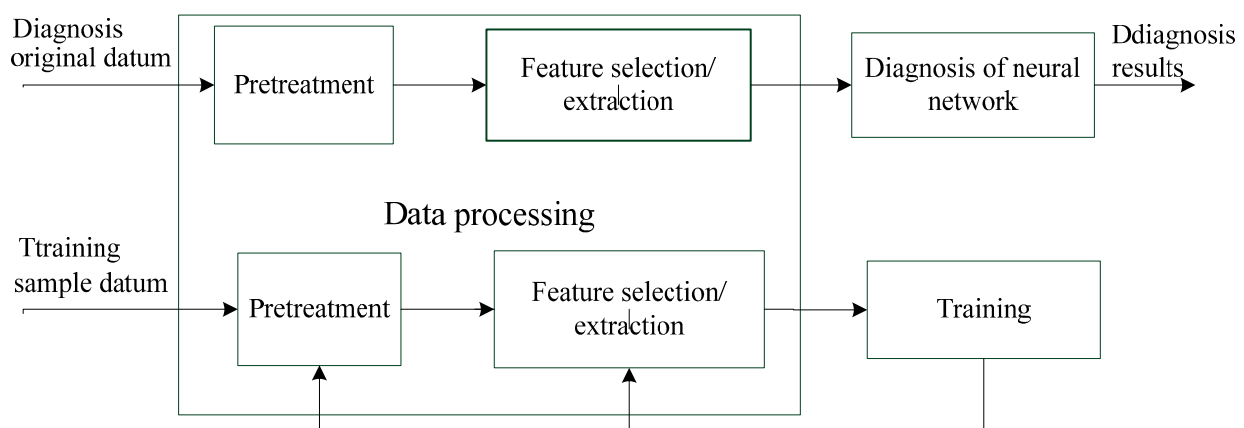 Diagnosis
original datum
Pretreatment
Feature selection/
extraction
Diagnosis of neural
network
Ddiagnosis
results
Data processing
Ttraining
sample datum
Pretreatment
Feature selection/
extraction
Training